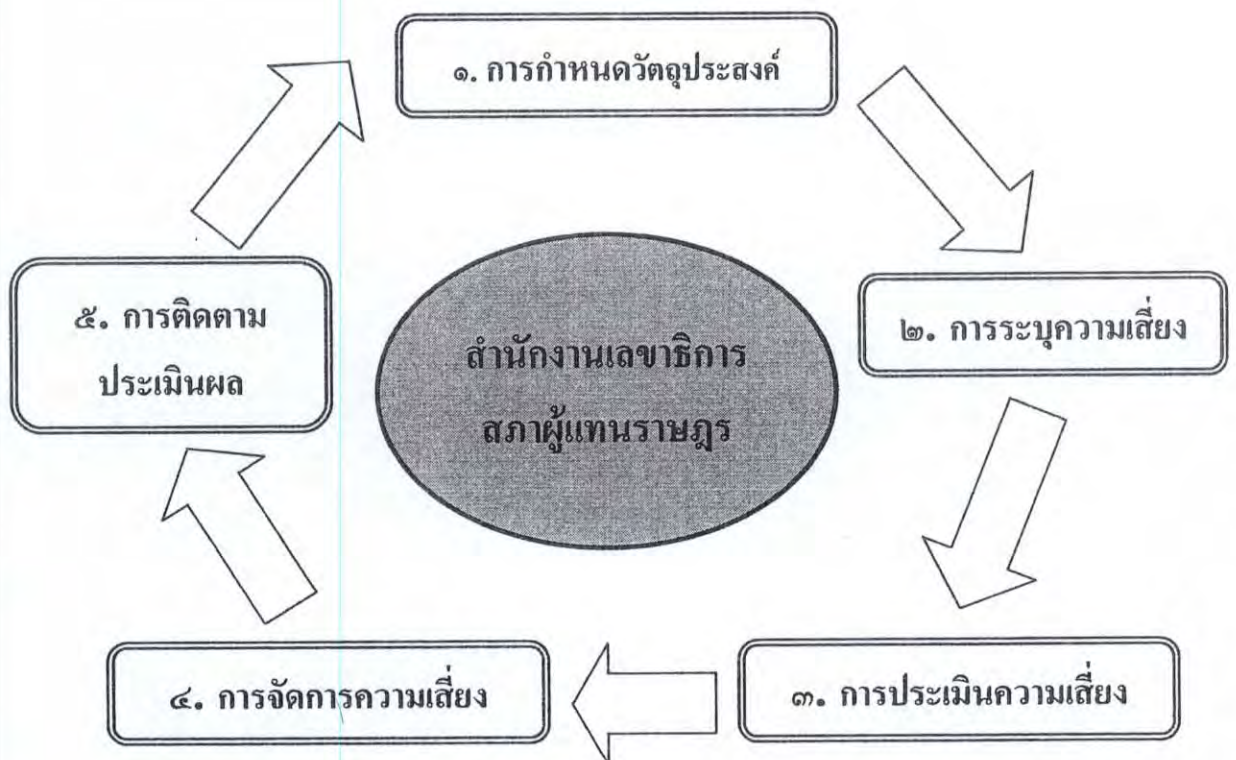 ๑. การกำหนดวัตถุประสงค์
๒. การระบุความเสี่ยง
๓. การประเมินความเสี่ยง
๔. การจัดการความเสี่ยง
๕. การติดตาม
ประเมินผล
สำนักงานเลขาธิการ
สภาผู้แทนราษฎร